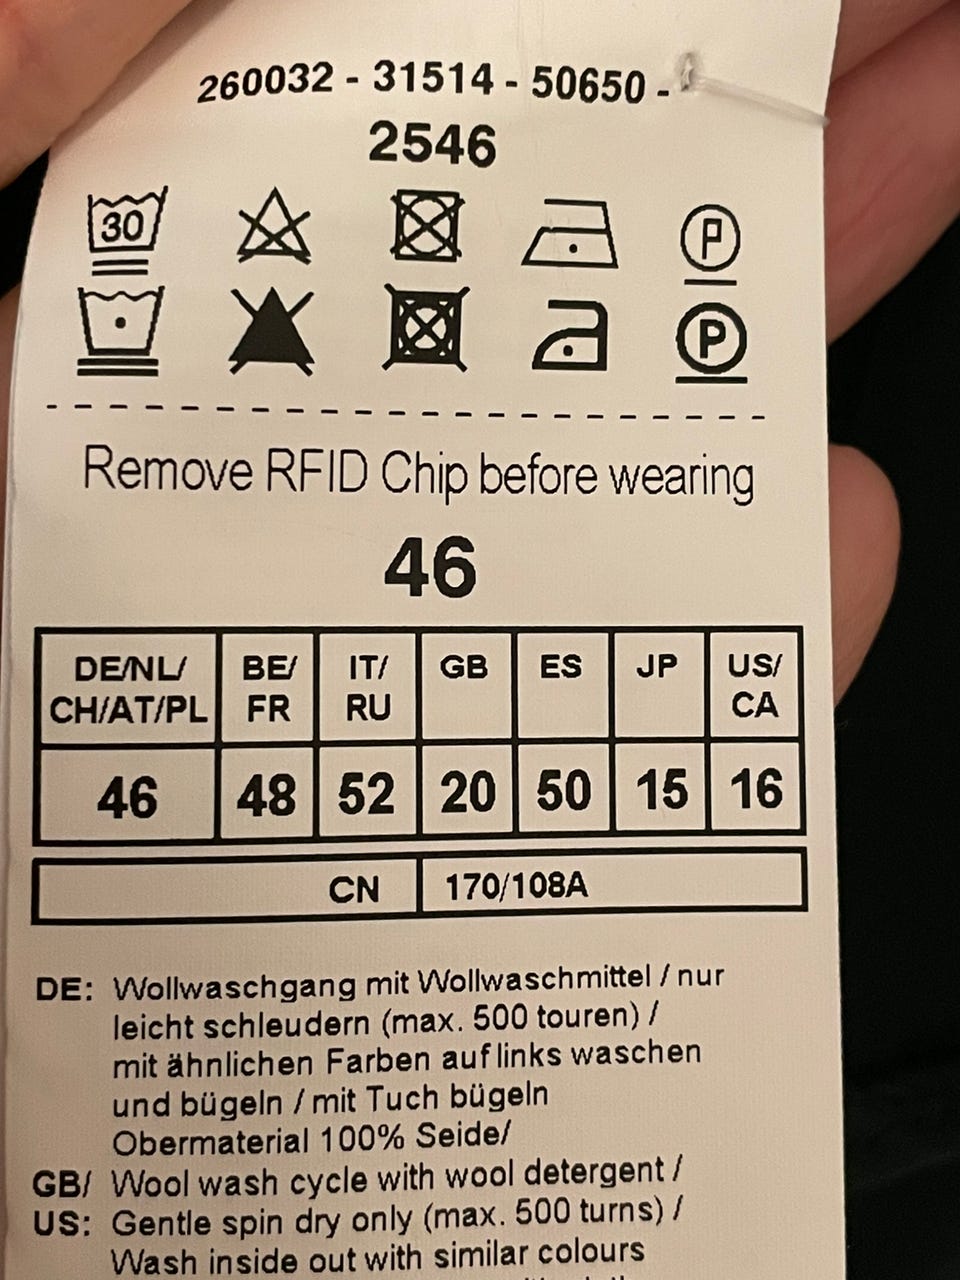 260032 - 31514 - 50650 -
2546
30
P
P
Remove RFID Chip before wearing
46
DE/NL/ CH/AT/PL BE/ FR IT/ RU GB ES JP US/ CA
46 48 52 20 50 15 16
CN 170/108A
DE: Wollwaschgang mit Wollwaschmittel / nur
leicht schleudern (max. 500 touren) /
mit ähnlichen Farben auf links waschen
und bügeln / mit Tuch bügeln
Obermaterial 100% Seide/
GB/ Wool wash cycle with wool detergent /
US: Gentle spin dry only (max. 500 turns) /
Wash inside out with similar colours